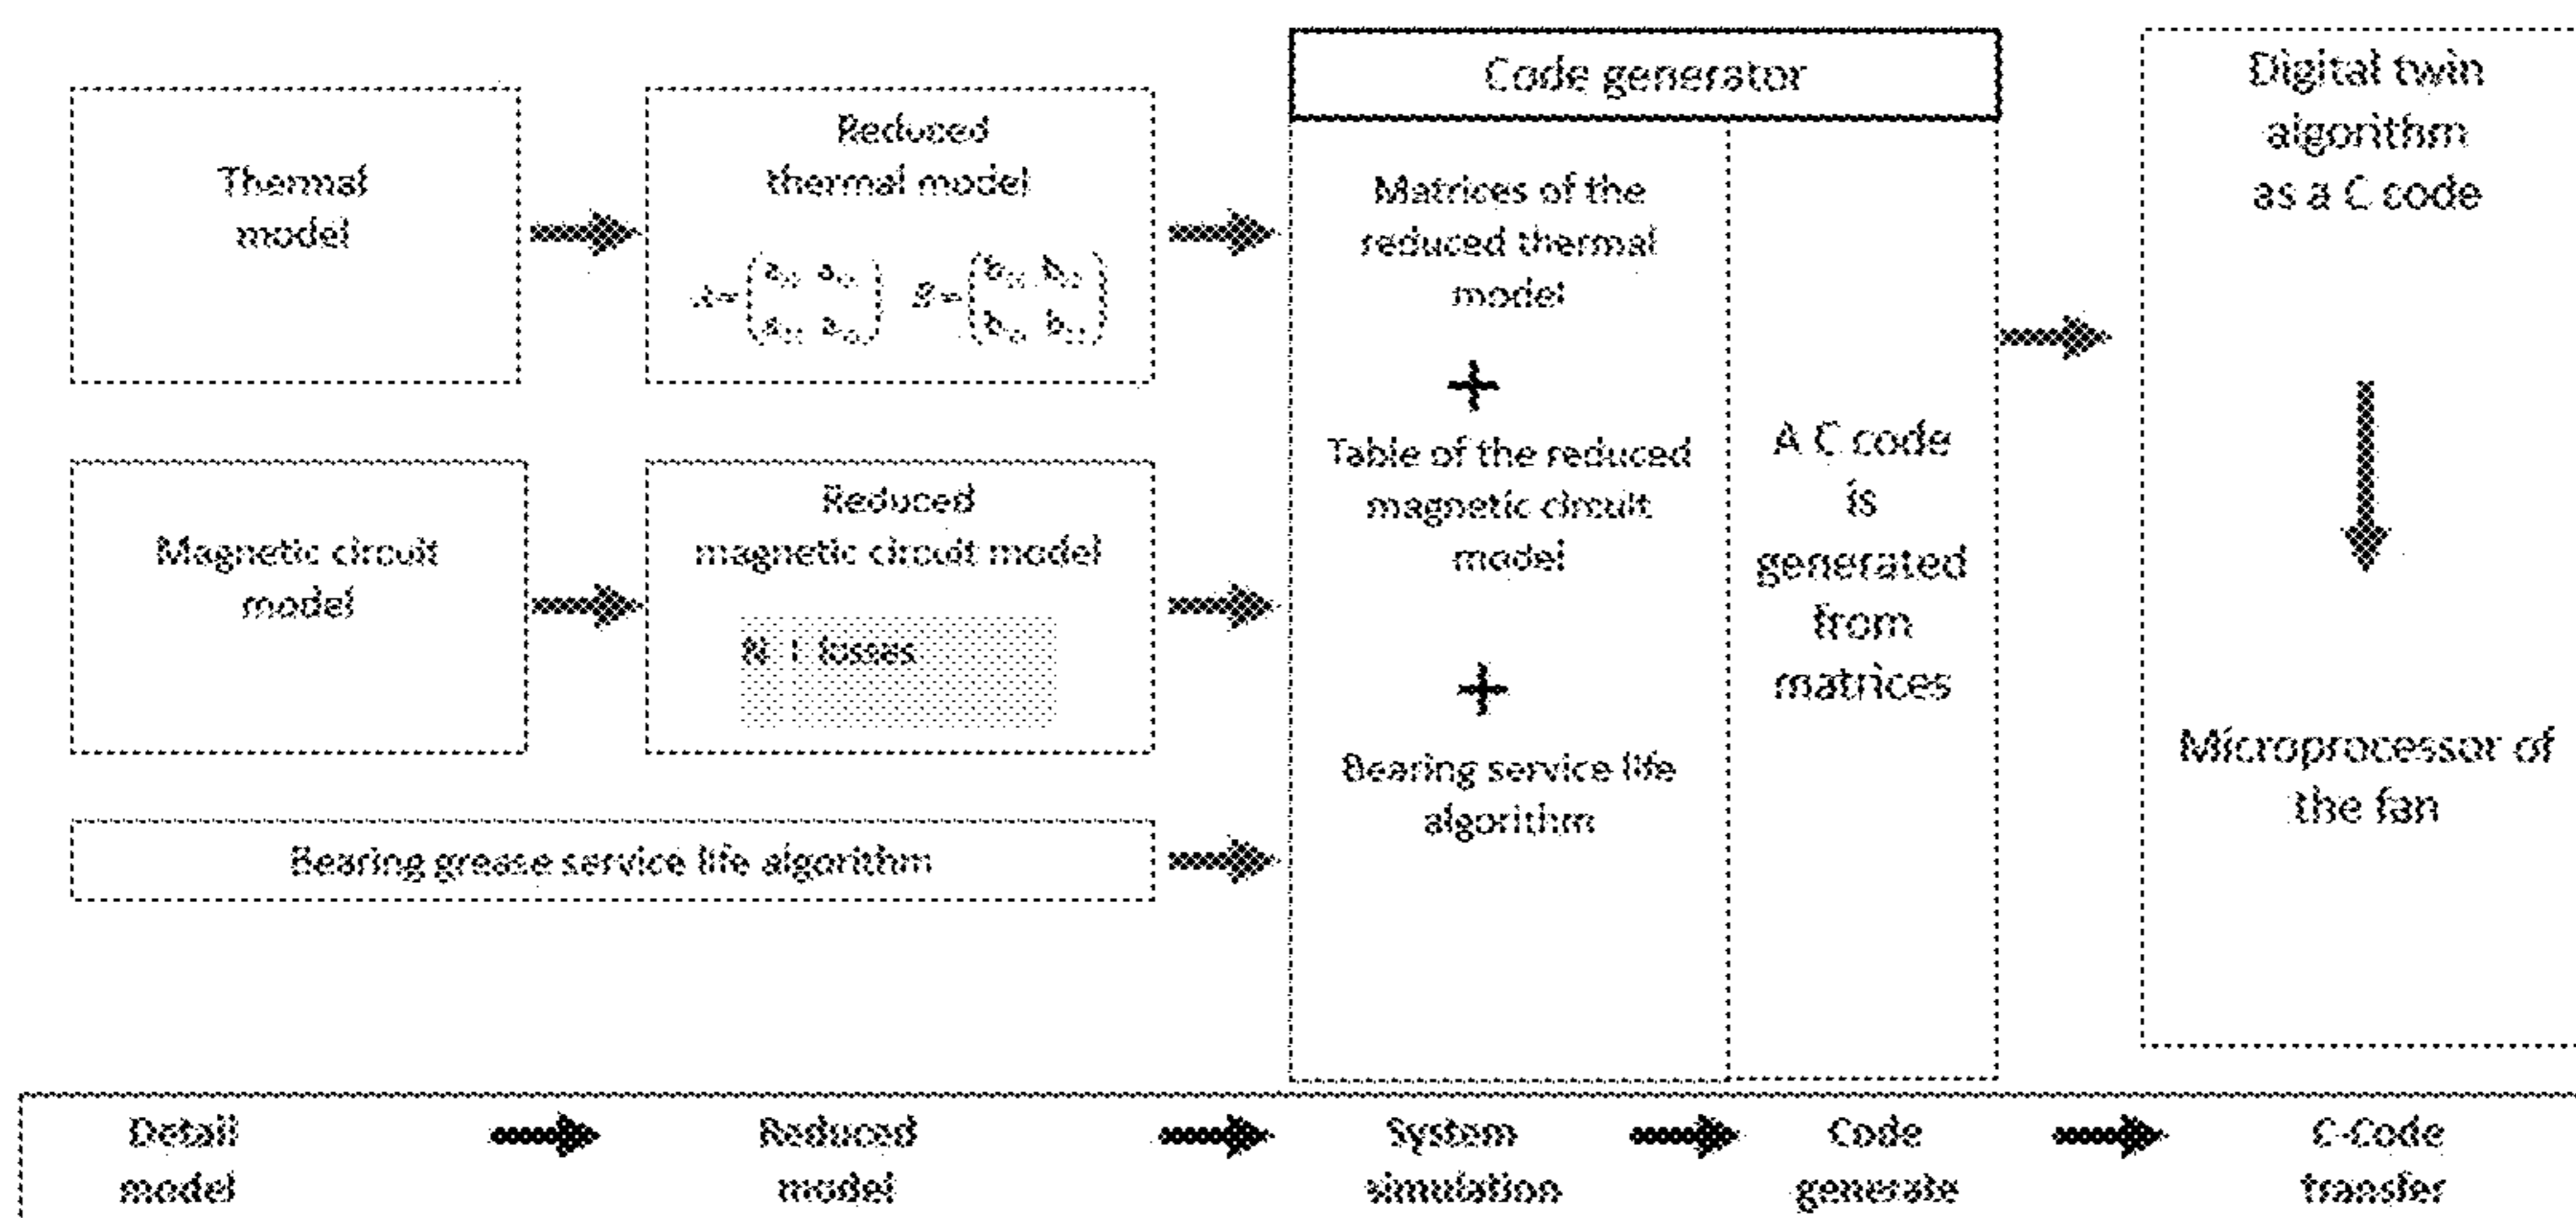 Thermal
model
Reduced
thermal model
A= B=
Magnetic circuit
model
Reduced
magnetic circuit model
N I losses
Bearing grease service life algorithm
Code generator
Matrices of the
reduced thermal
model
+
Table of the reduced
magnetic circuit
model
+
Bearing service life
algorithm
A C code
is
generated
from
matrices
Digital twin
algorithm
as a C code
Microprocessor of
the fan
Detail
model
Reduced
model
System
simulation
Code
generate
C-Code
transfer